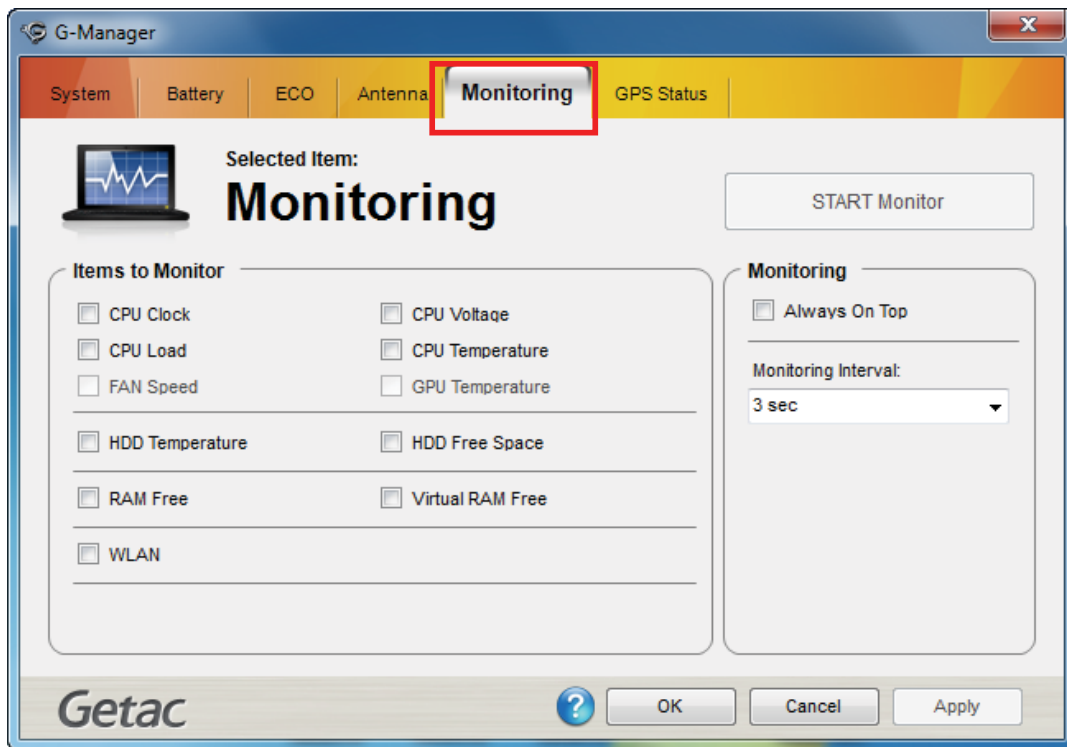 G-Manager
System Battery ECO Antenna Monitoring GPS Status
Selected Item:
Monitoring
START Monitor
Items to Monitor
CPU Clock CPU Voltage
CPU Load CPU Temperature
FAN Speed GPU Temperature
HDD Temperature HDD Free Space
RAM Free Virtual RAM Free
WLAN
Monitoring
Always On Top
Monitoring Interval:
3 sec
Getac
? OK Cancel Apply